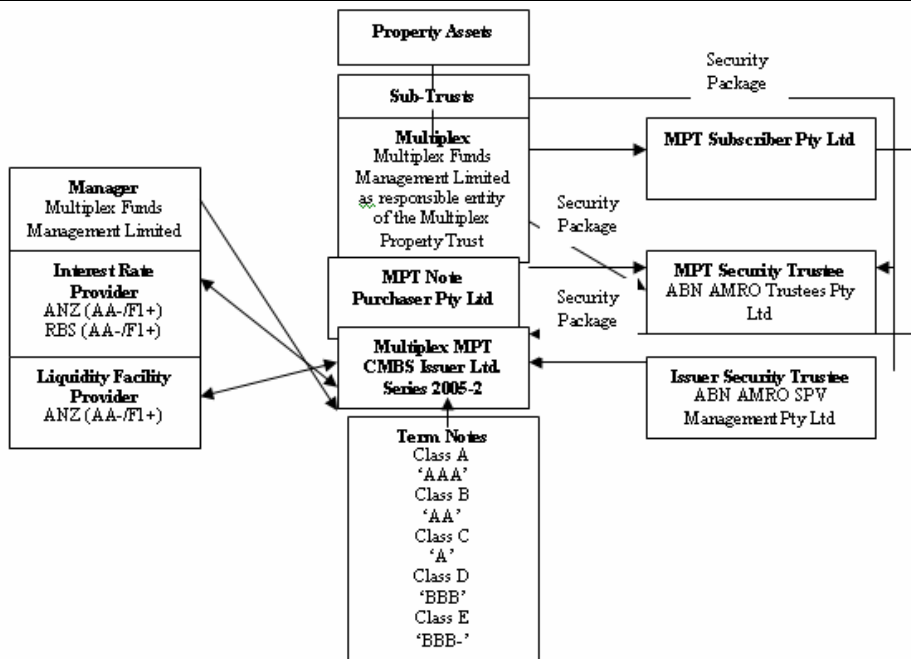 Property Assets
Security
Package
Sub-Trusts
Multiplex
Multiplex Funds
Management Limited
as responsible entity
of the Multiplex
Property Trust
MPT Subscriber Pty Ltd
Manager
Multiplex Funds
Management Limited
Security
Package
Interest Rate
Provider
ANZ (AA-/F1+)
RBS (AA-/F1+)
MPT Note
Purchaser Pty Ltd
MPT Security Trustee
ABN AMRO Trustees Pty
Ltd
Security
Package
Liquidity Facility
Provider
ANZ (AA-/F1+)
Multiplex MPT
CMBS Issuer Ltd.
Series 2005-2
Issuer Security Trustee
ABN AMRO SPV
Management Pty Ltd
Term Notes
Class A
‘AAA’
Class B
‘AA’
Class C
‘A’
Class D
‘BBB’
Class E
‘BBB-’